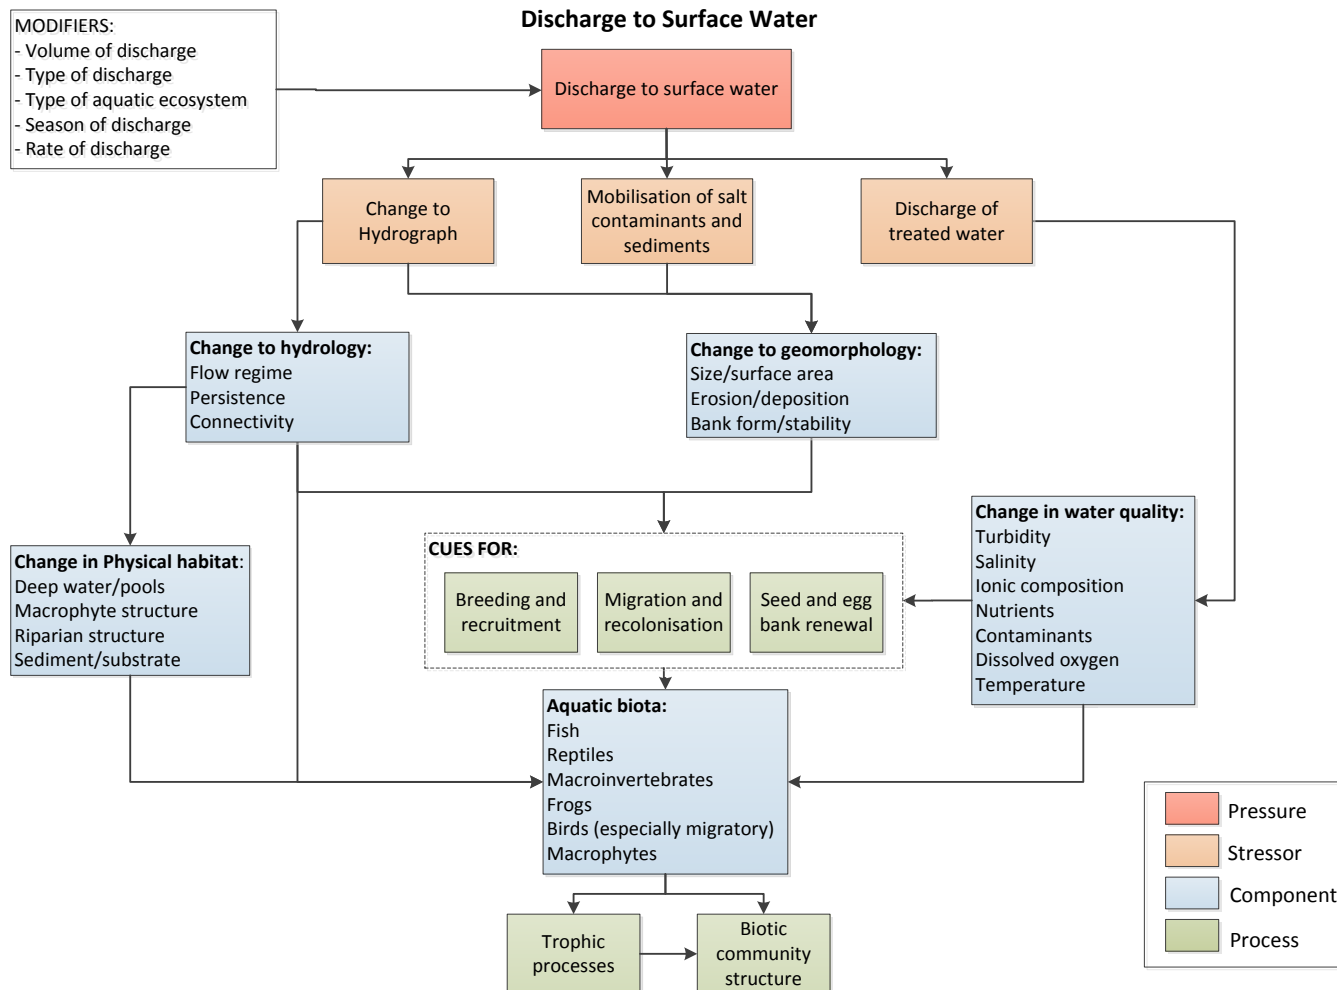 Discharge to Surface Water
MODIFIERS:
- Volume of discharge
- Type of discharge
- Type of aquatic ecosystem
- Season of discharge
- Rate of discharge
Discharge to surface water
Change to
Hydrograph
Mobilisation of salt
contaminants and
sediments
Discharge of
treated water
Change to hydrology:
Flow regime
Persistence
Connectivity
Change to geomorphology:
Size/surface area
Erosion/deposition
Bank form/stability
Change in Physical habitat:
Deep water/pools
Macrophyte structure
Riparian structure
Sediment/substrate
CUES FOR:
Breeding and
recruitment
Migration and
recolonisation
Seed and egg
bank renewal
Change in water quality:
Turbidity
Salinity
Ionic composition
Nutrients
Contaminants
Dissolved oxygen
Temperature
Aquatic biota:
Fish
Reptiles
Macroinvertebrates
Frogs
Birds (especially migratory)
Macrophytes
Trophic
processes
Biotic
community
structure
Pressure
Stressor
Component
Process